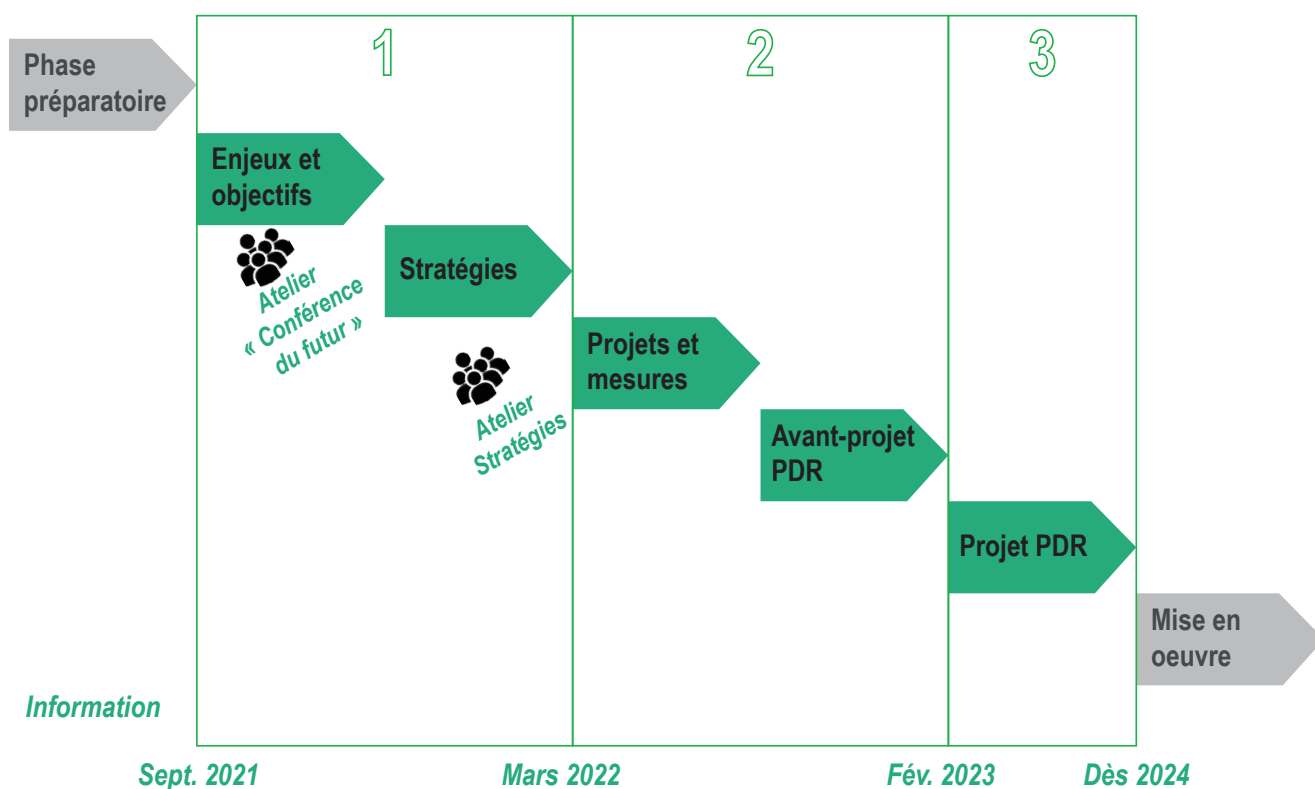 1
2
3
Phase
préparatoire
Enjeux et
objectifs
Atelier
« Conférence
du futur »
Stratégies
Atelier
Stratégies
Projets et
mesures
Avant-projet
PDR
Projet PDR
Mise en
oeuvre
Information
Sept. 2021
Mars 2022
Fév. 2023
Dès 2024